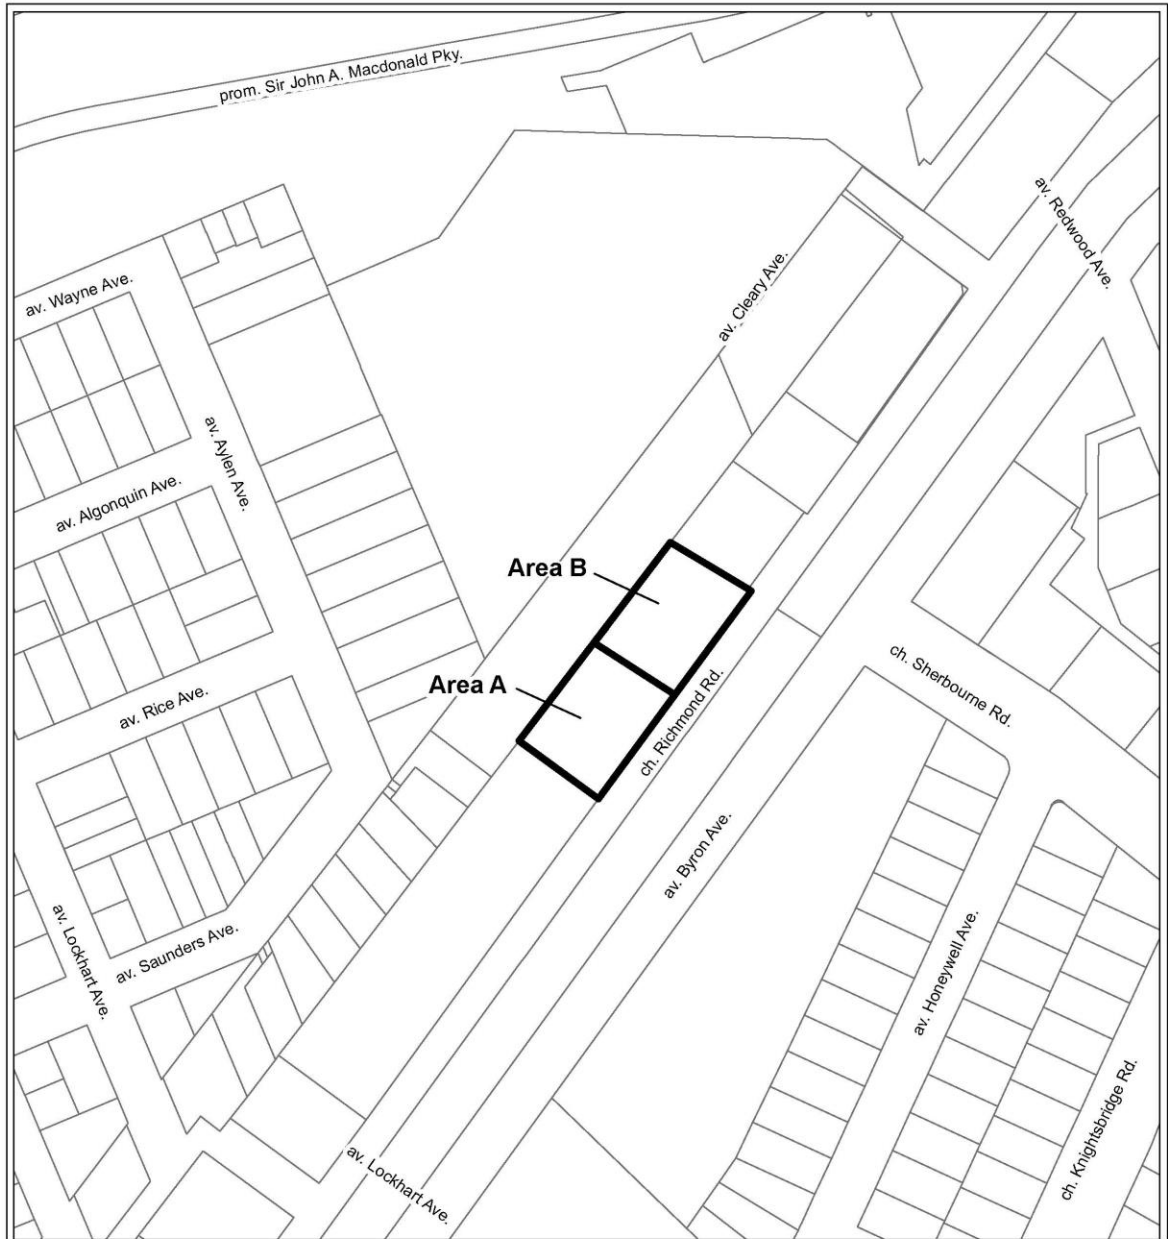 prom. Sir John A. Macdonald Pky.
av. Redwood Ave.
av. Wayne Ave.
av. Cleary Ave.
av. Aylen Ave.
av. Algonquin Ave.
Area B
ch. Sherbourne Rd.
Area A
av. Rice Ave.
ch. Richmond Rd.
av. Byron Ave.
av. Lockhart Ave.
av. Saunders Ave.
av. Honeywell Ave.
ch. Knightsbridge Rd.
av. Lockhart Ave.